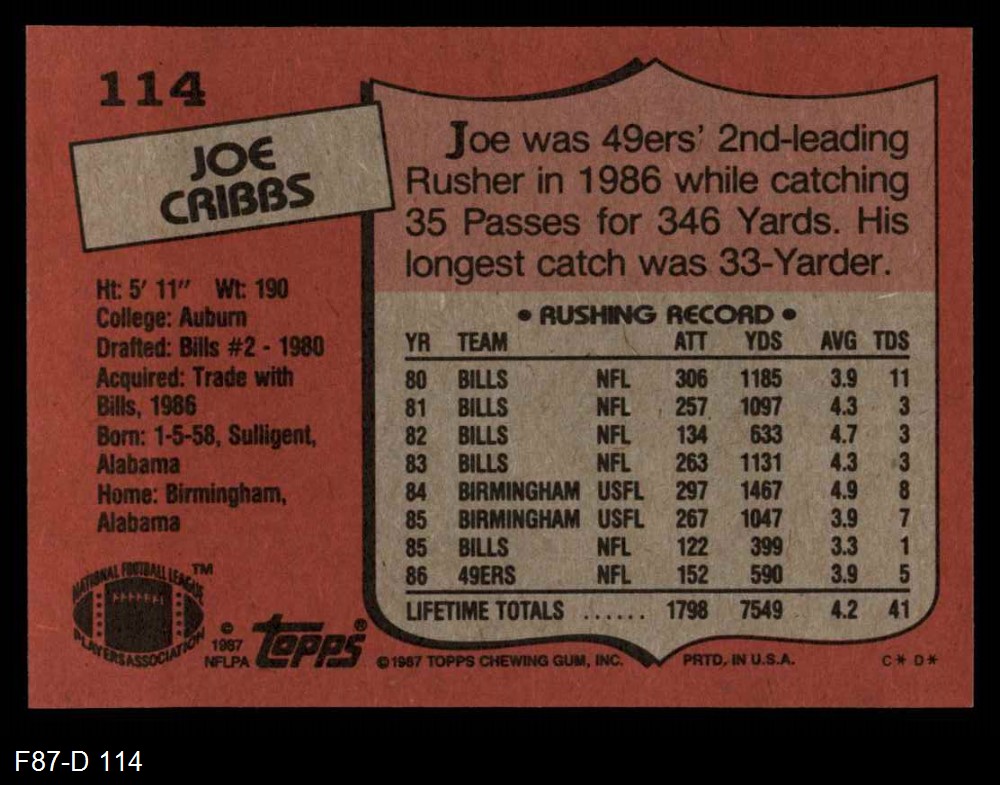 114
JOE
CRIBBS
Joe was 49ers' 2nd-leading
Rusher in 1986 while catching
35 Passes for 346 Yards. His
longest catch was 33-Yarder.
Ht: 5' 11" Wt: 190
College: Auburn
Drafted: Bills #2 - 1980
Acquired: Trade with
Bills, 1986
Born: 1-5-58, Sulligent,
Alabama
Home: Birmingham,
Alabama
• RUSHING RECORD •
YR TEAM ATT YDS AVG TDS
80 BILLS NFL 306 1185 3.9 11
81 BILLS NFL 257 1097 4.3 3
82 BILLS NFL 134 633 4.7 3
83 BILLS NFL 263 1131 4.3 3
84 BIRMINGHAM USFL 297 1467 4.9 8
85 BIRMINGHAM USFL 267 1047 3.9 7
85 BILLS NFL 122 399 3.3 1
86 49ERS NFL 152 590 3.9 5
LIFETIME TOTALS ...... 1798 7549 4.2 41
NATIONAL FOOTBALL LEAGUE TM
PLAYERS ASSOCIATION
© 1987 NFLPA
topps®
©1987 TOPPS CHEWING GUM, INC. PRTD. IN U.S.A. C* D*
F87-D 114